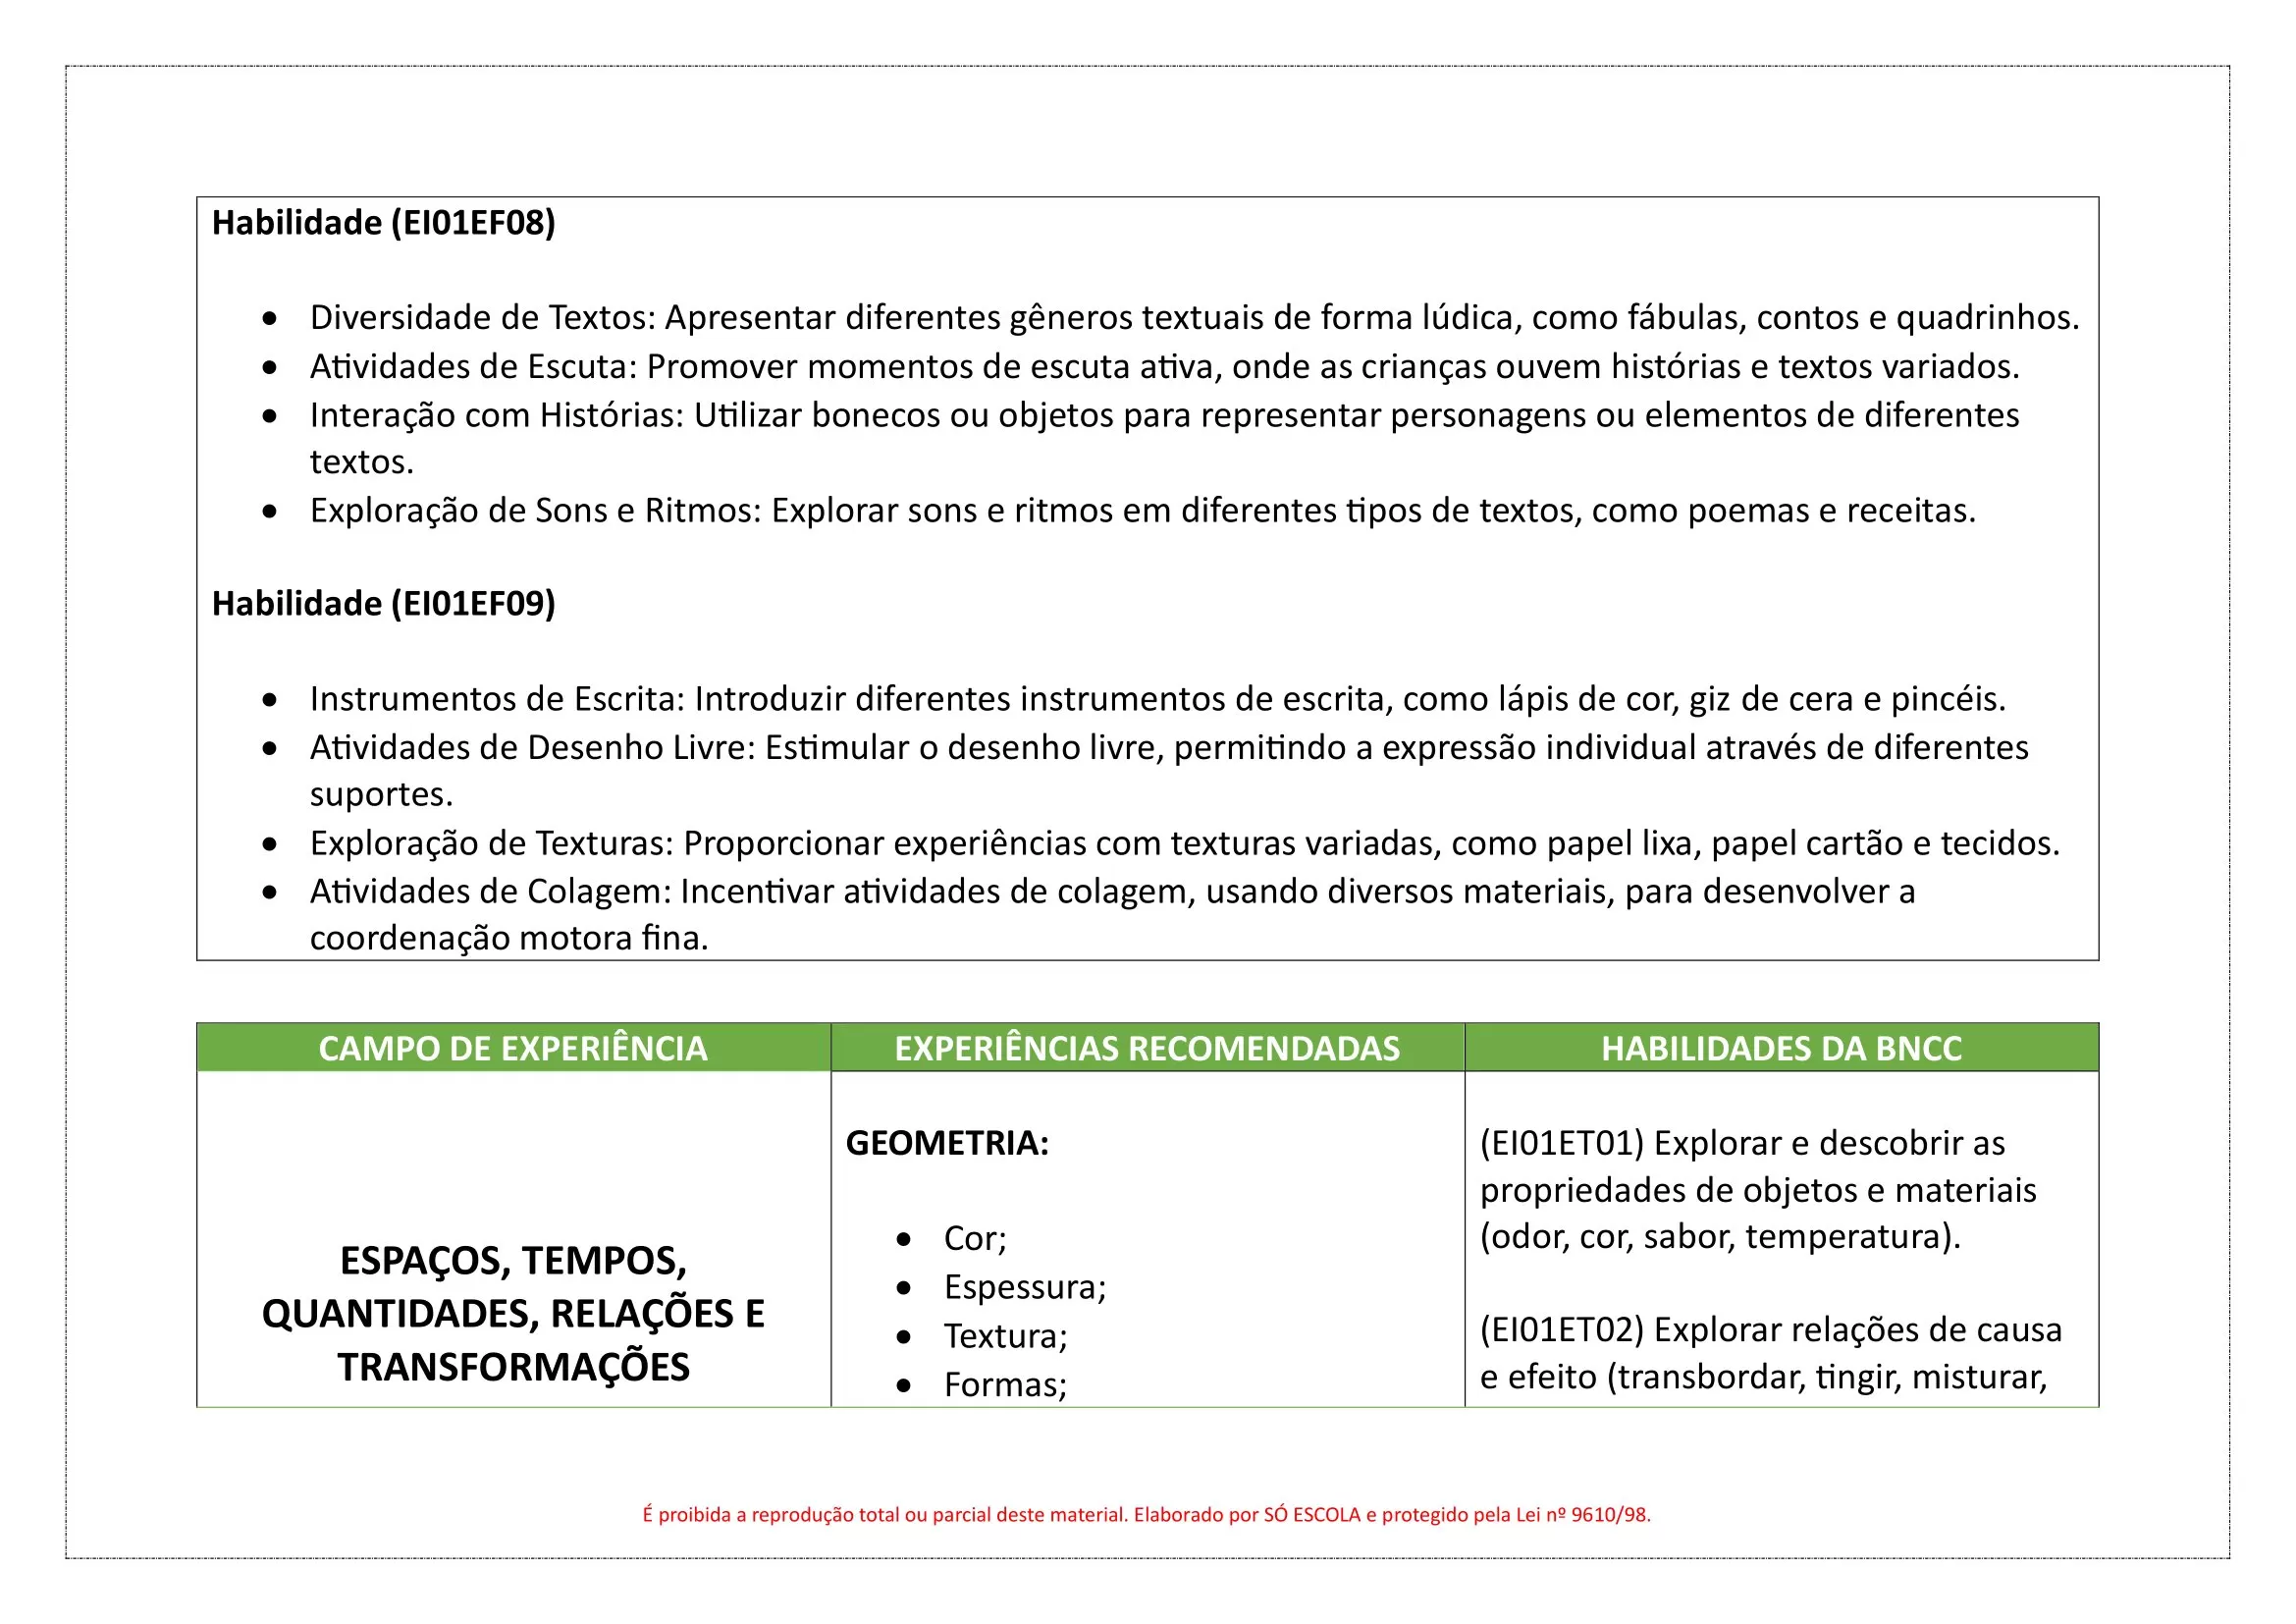 Habilidade (EI01EF08)
• Diversidade de Textos: Apresentar diferentes gêneros textuais de forma lúdica, como fábulas, contos e quadrinhos.
• Atividades de Escuta: Promover momentos de escuta ativa, onde as crianças ouvem histórias e textos variados.
• Interação com Histórias: Utilizar bonecos ou objetos para representar personagens ou elementos de diferentes
textos.
• Exploração de Sons e Ritmos: Explorar sons e ritmos em diferentes tipos de textos, como poemas e receitas.
Habilidade (EI01EF09)
• Instrumentos de Escrita: Introduzir diferentes instrumentos de escrita, como lápis de cor, giz de cera e pincéis.
• Atividades de Desenho Livre: Estimular o desenho livre, permitindo a expressão individual através de diferentes
suportes.
• Exploração de Texturas: Proporcionar experiências com texturas variadas, como papel lixa, papel cartão e tecidos.
• Atividades de Colagem: Incentivar atividades de colagem, usando diversos materiais, para desenvolver a
coordenação motora fina.
CAMPO DE EXPERIÊNCIA
EXPERIÊNCIAS RECOMENDADAS
HABILIDADES DA BNCC
ESPAÇOS, TEMPOS,
QUANTIDADES, RELAÇÕES E
TRANSFORMAÇÕES
GEOMETRIA:
• Cor;
• Espessura;
• Textura;
• Formas;
(EI01ET01) Explorar e descobrir as
propriedades de objetos e materiais
(odor, cor, sabor, temperatura).
(EI01ET02) Explorar relações de causa
e efeito (transbordar, tingir, misturar,
É proibida a reprodução total ou parcial deste material. Elaborado por SÓ ESCOLA e protegido pela Lei nº 9610/98.